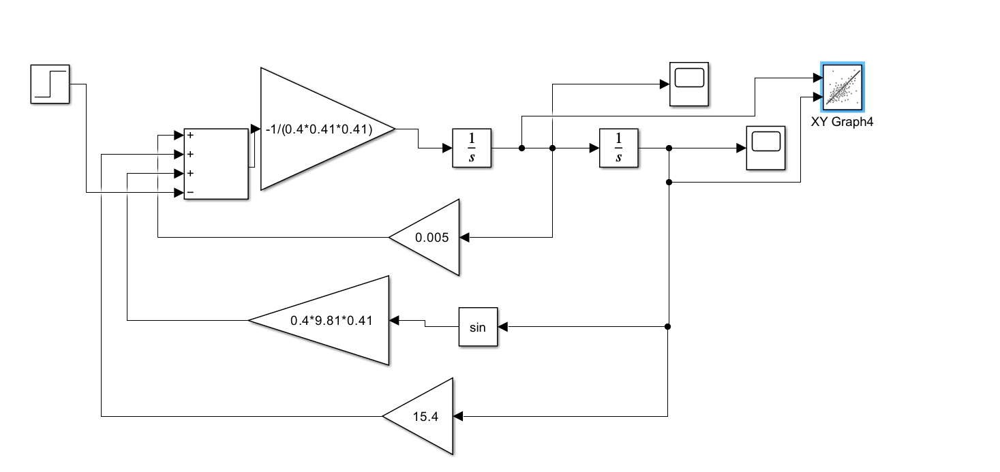 XY Graph4
+
+
+
−
-1/(0.4*0.41*0.41)
1
s
1
s
0.005
0.4*9.81*0.41
sin
15.4